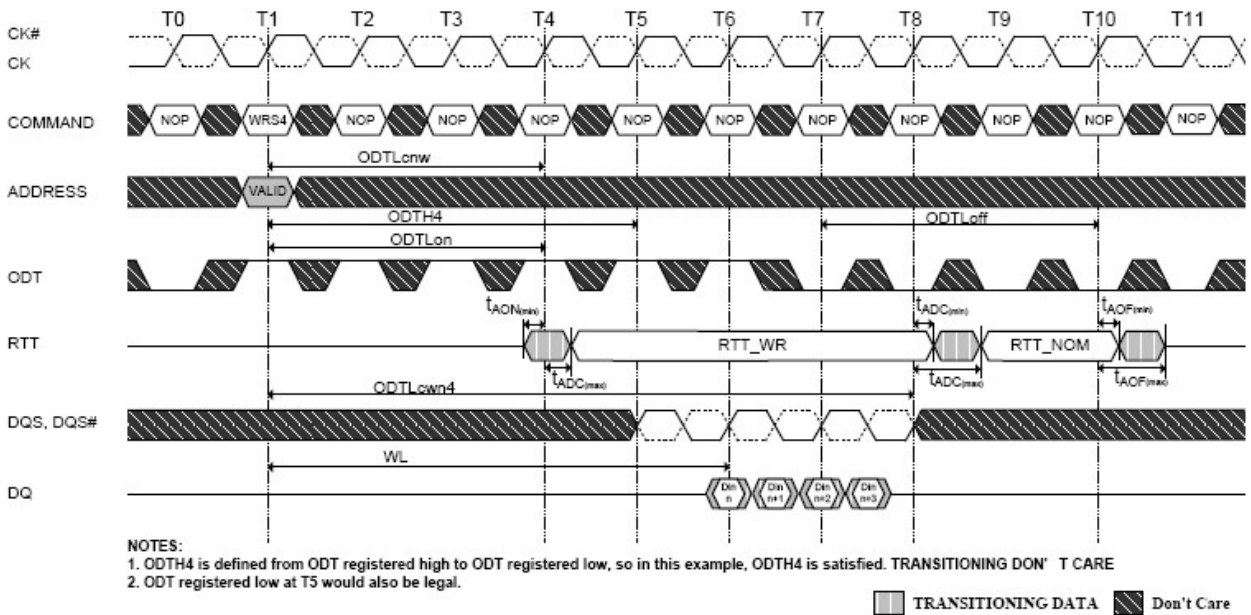 T0 T1 T2 T3 T4 T5 T6 T7 T8 T9 T10 T11
CK#
CK
COMMAND NOP WRS4 NOP NOP NOP NOP NOP NOP NOP NOP NOP NOP
ODTLcnw
ADDRESS VALID
ODTH4 ODTLoff
ODTLon
ODT
tAON(min) tADC(min) tAOF(min)
RTT RTT_WR RTT_NOM
tADC(max) tADC(max) tAOF(max)
ODTLcwn4
DQS, DQS#
WL
DQ Din n Din n+1 Din n+2 Din n+3
NOTES:
1. ODTH4 is defined from ODT registered high to ODT registered low, so in this example, ODTH4 is satisfied. TRANSITIONING DON' T CARE
2. ODT registered low at T5 would also be legal.
TRANSITIONING DATA Don't Care